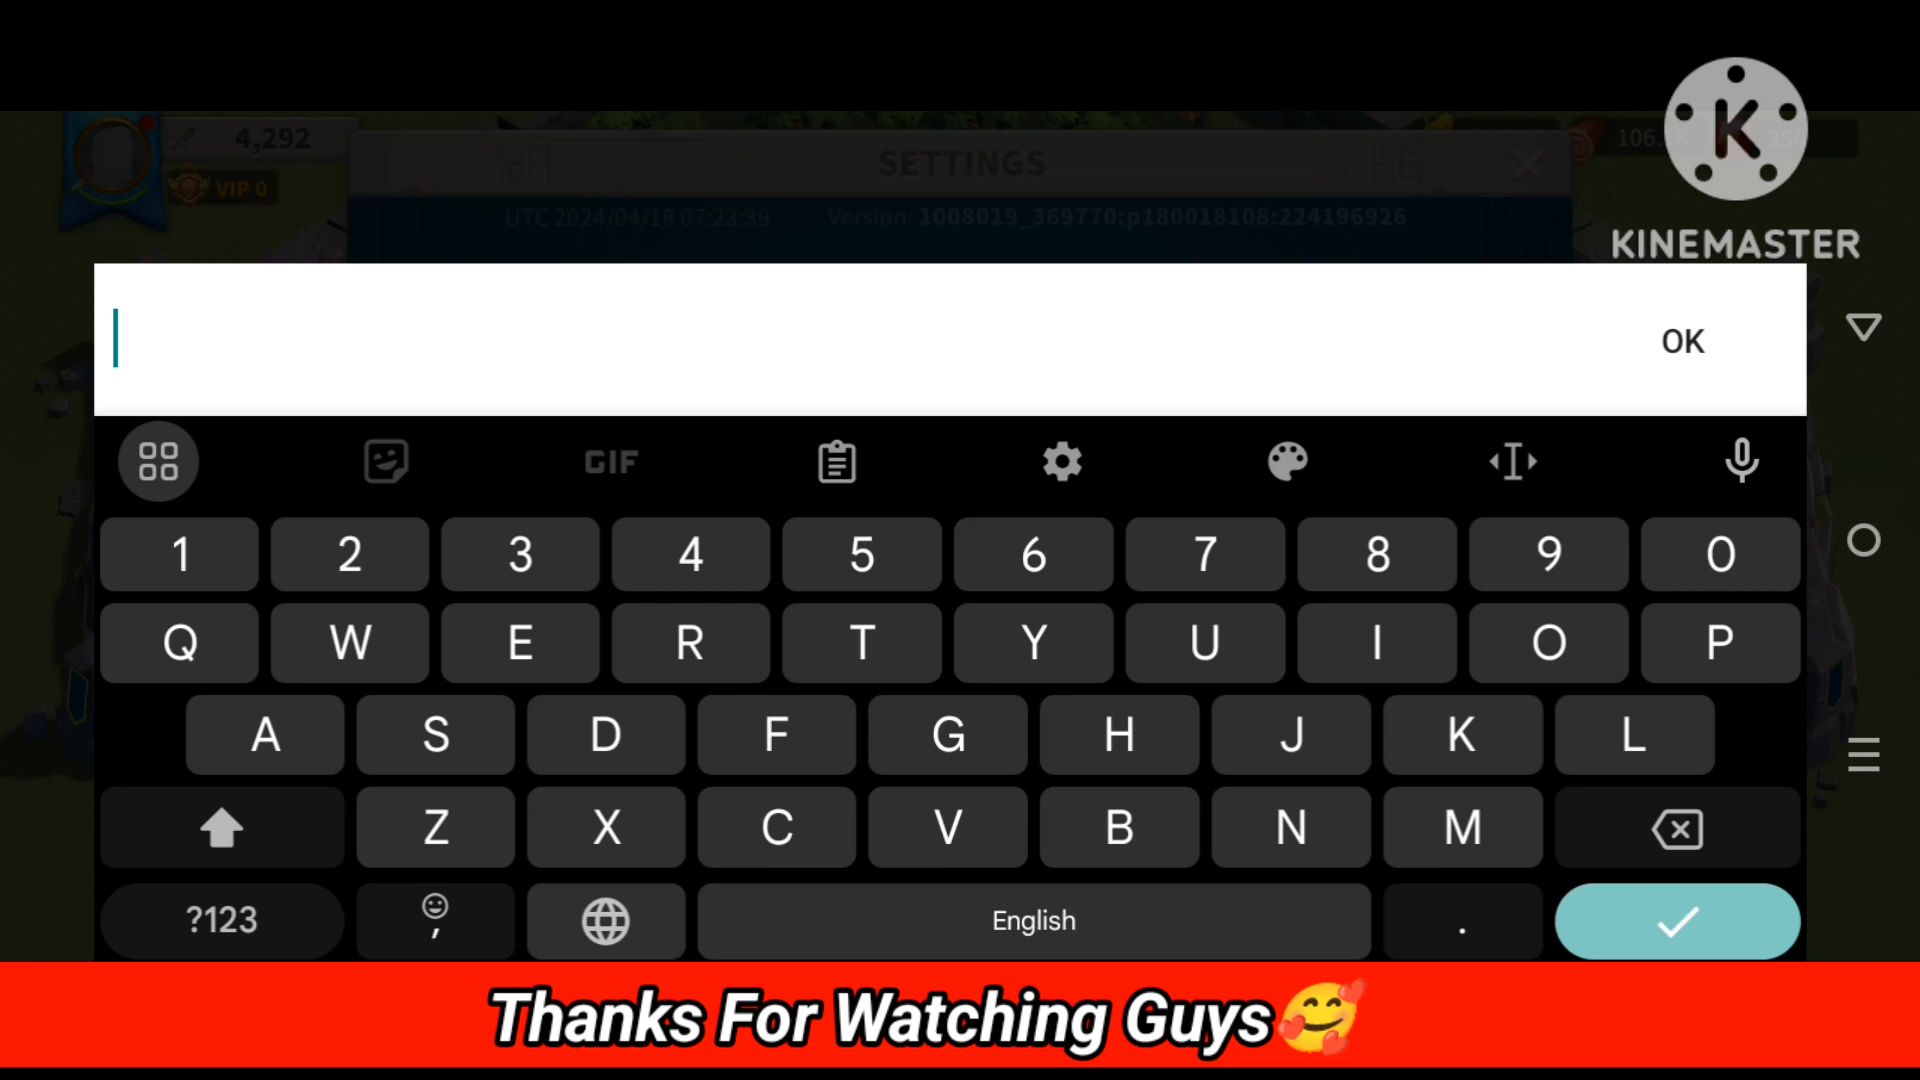 4,292
VIP 0
SETTINGS
UTC 2024/04/18 07:23:39 Version: 1008019_369770:p180018108:224196926
K
KINEMASTER
OK
GIF
1 2 3 4 5 6 7 8 9 0
Q W E R T Y U I O P
A S D F G H J K L
Z X C V B N M
?123 , English .
Thanks For Watching Guys🥰